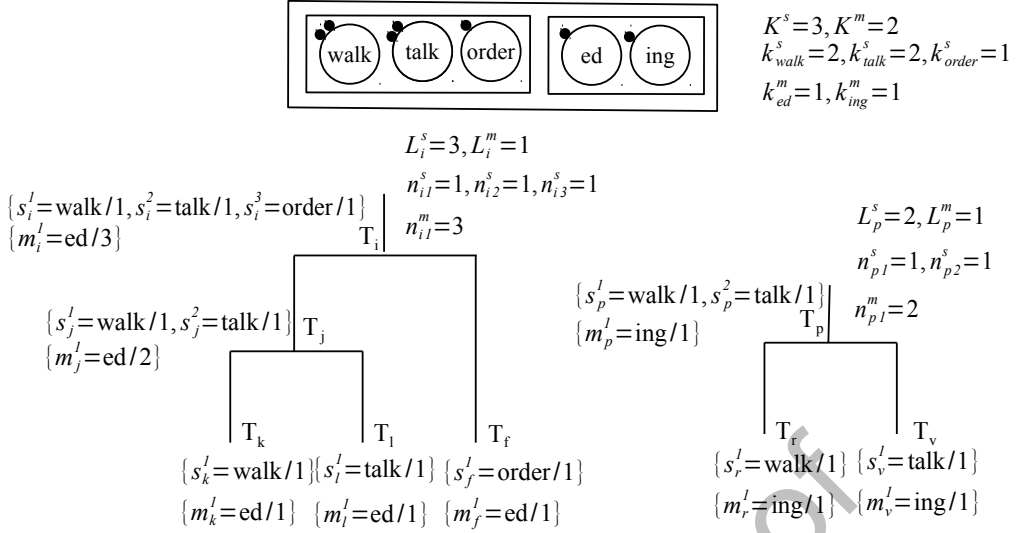 walk talk order ed ing
K^s=3, K^m=2
k^s_walk=2, k^s_talk=2, k^s_order=1
k^m_ed=1, k^m_ing=1
L^s_i=3, L^m_i=1
n^s_i1=1, n^s_i2=1, n^s_i3=1
n^m_i1=3
{s^1_i=walk/1, s^2_i=talk/1, s^3_i=order/1}
{m^1_i=ed/3}
T_i
L^s_p=2, L^m_p=1
n^s_p1=1, n^s_p2=1
n^m_p1=2
{s^1_p=walk/1, s^2_p=talk/1}
{m^1_p=ing/1}
T_p
{s^1_j=walk/1, s^2_j=talk/1}
{m^1_j=ed/2}
T_j
T_k T_l T_f T_r T_v
{s^1_k=walk/1} {s^1_l=talk/1} {s^1_f=order/1} {s^1_r=walk/1} {s^1_v=talk/1}
{m^1_k=ed/1} {m^1_l=ed/1} {m^1_f=ed/1} {m^1_r=ing/1} {m^1_v=ing/1}